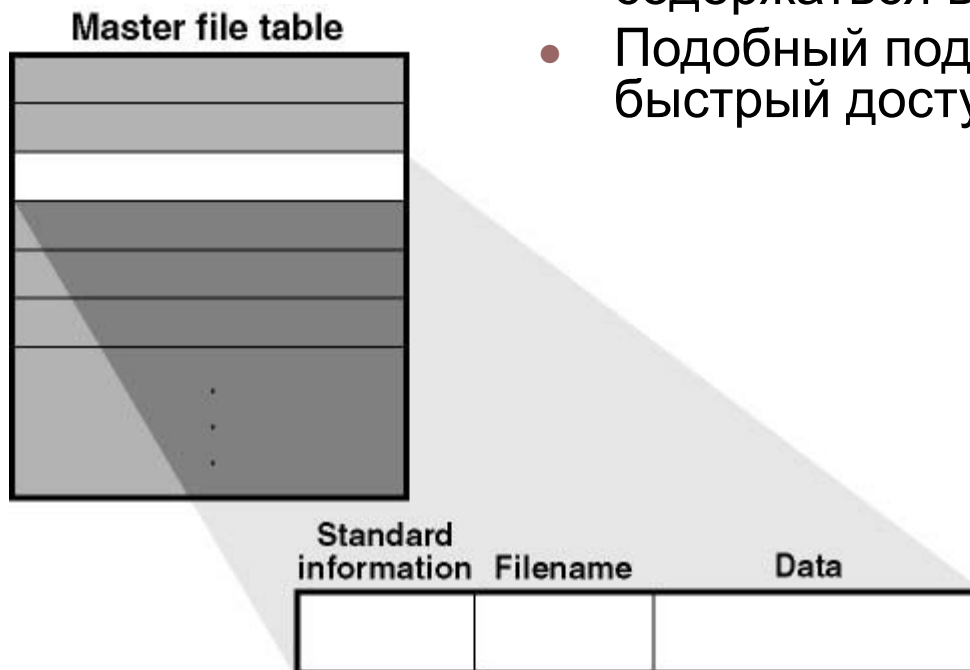 Master file table
Подобный
быстрый
Standard
information Filename Data